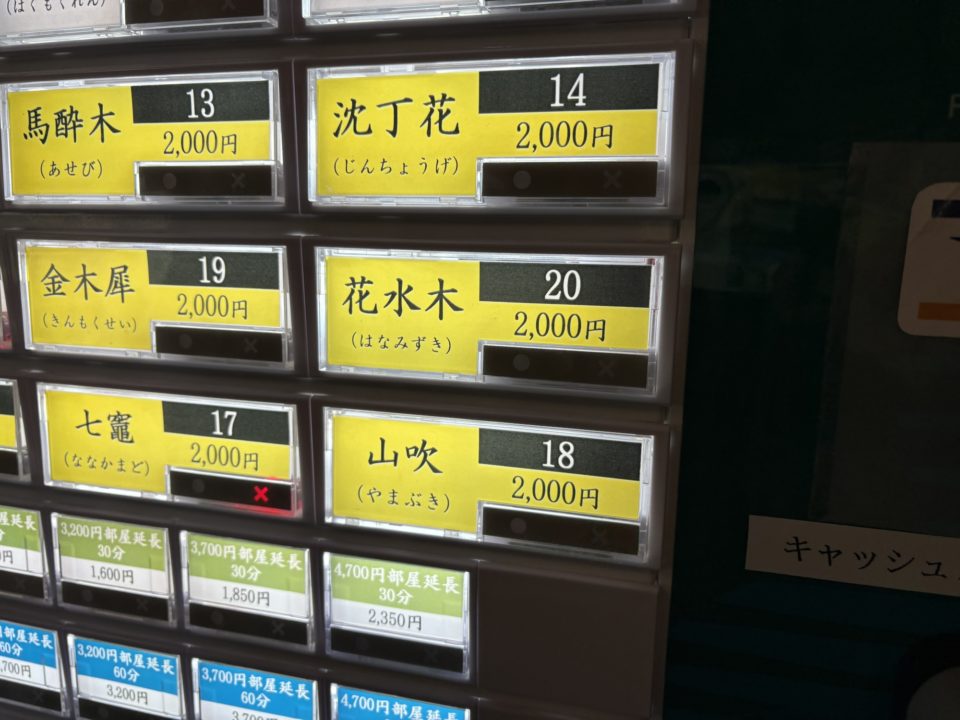 (はくもくれん)
馬酔木
(あせび)
13
2,000円
沈丁花
(じんちょうげ)
14
2,000円
金木犀
(きんもくせい)
19
2,000円
花水木
(はなみずき)
20
2,000円
七竈
(ななかまど)
17
2,000円
×
山吹
(やまぶき)
18
2,000円
3,200円部屋延長
30分
1,600円
3,700円部屋延長
30分
1,850円
4,700円部屋延長
30分
2,350円
3,200円部屋延長
60分
3,200円
3,700円部屋延長
60分
4,700円部屋延長
キャッシュ